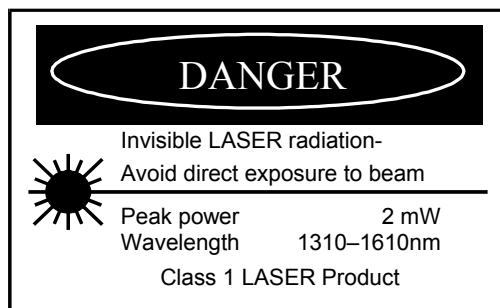 DANGER
Invisible LASER radiation-
Avoid direct exposure to beam
Peak power 2 mW
Wavelength 1310–1610nm
Class 1 LASER Product